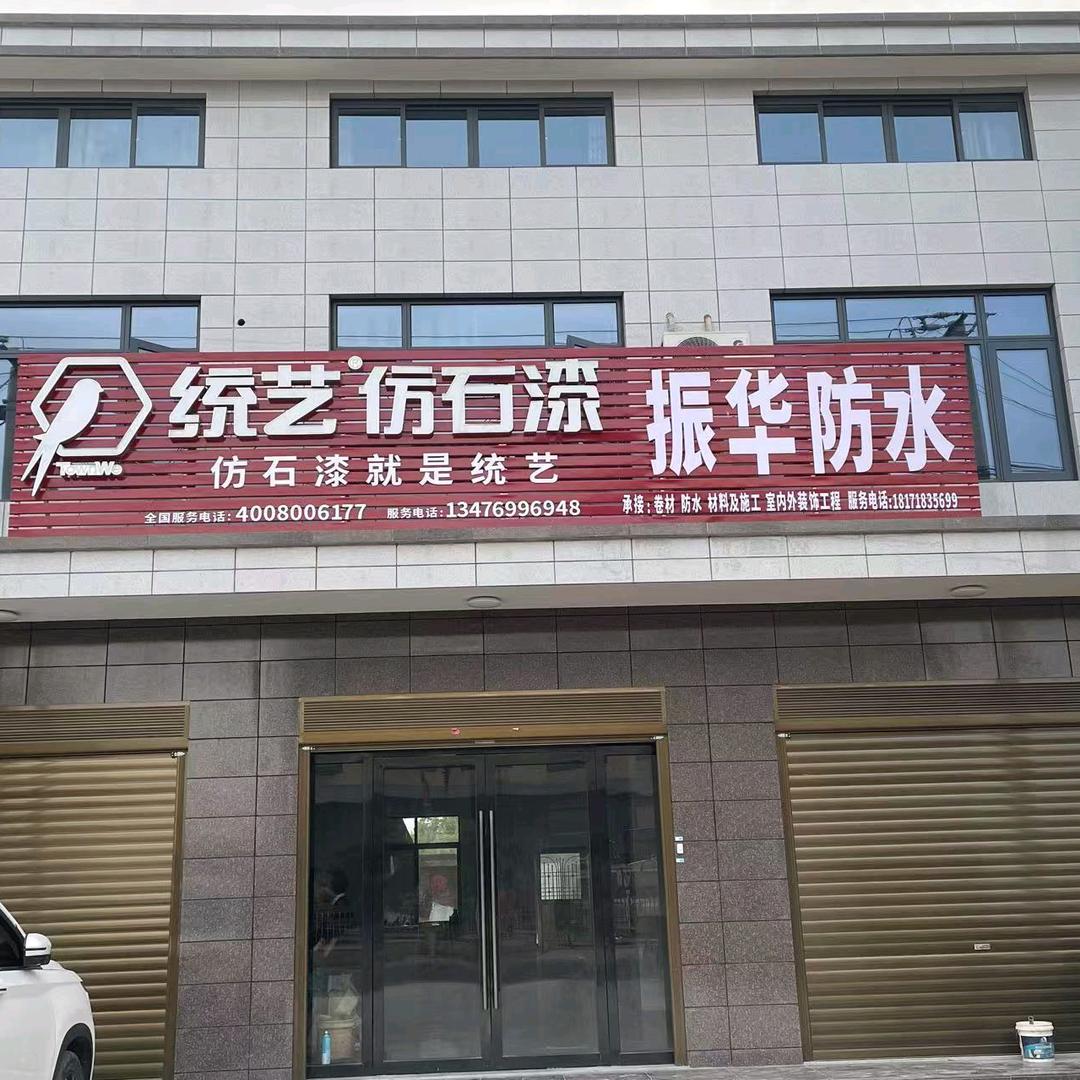 统艺®仿石漆
TownWe
仿石漆就是统艺
全国服务电话:4008006177 服务电话:13476996948
振华防水
承接:卷材 防水 材料及施工 室内外装饰工程 服务电话:18171835699